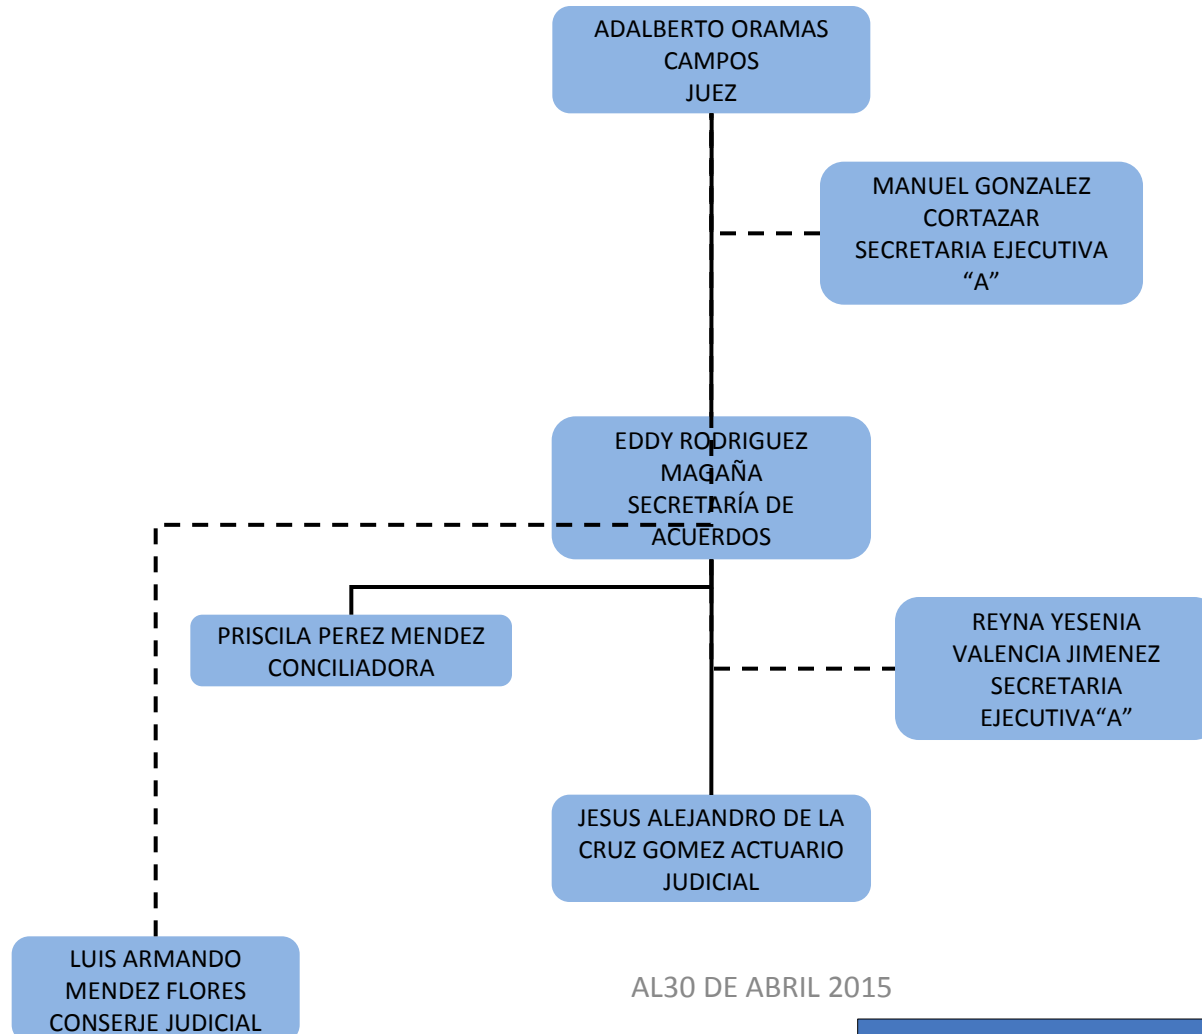 ADALBERTO ORAMAS
CAMPOS
JUEZ
MANUEL GONZALEZ
CORTAZAR
SECRETARIA EJECUTIVA
“A”
EDDY RODRIGUEZ
MAGAÑA
SECRETARÍA DE
ACUERDOS
PRISCILA PEREZ MENDEZ
CONCILIADORA
REYNA YESENIA
VALENCIA JIMENEZ
SECRETARIA
EJECUTIVA“A”
JESUS ALEJANDRO DE LA
CRUZ GOMEZ ACTUARIO
JUDICIAL
LUIS ARMANDO
MENDEZ FLORES
CONSERJE JUDICIAL
AL30 DE ABRIL 2015